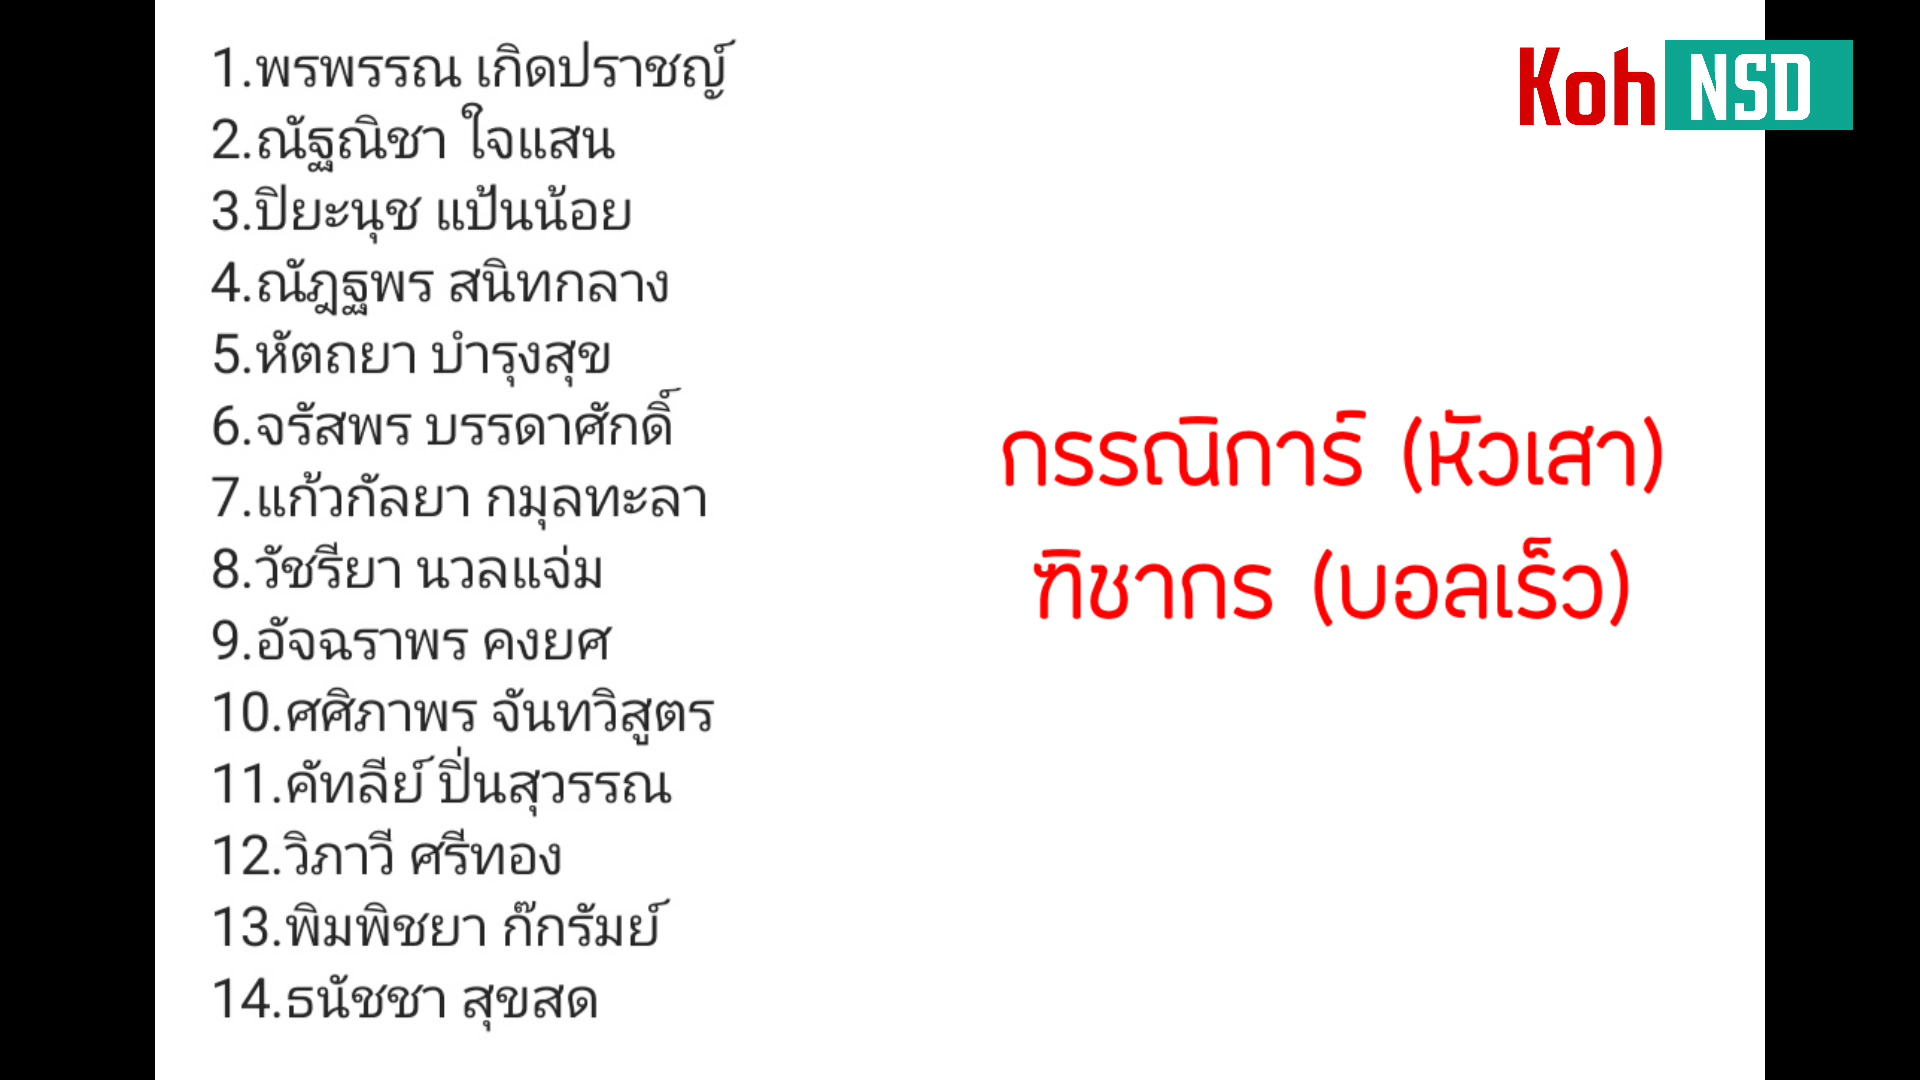 1.พรพรรณ เกิดปราชญ์
2.ณัฐณิชา ใจแสน
3.ปิยะนุช แป้นน้อย
4.ณัฎฐพร สนิทกลาง
5.หัตถยา บำรุงสุข
6.จรัสพร บรรดาศักดิ์
7.แก้วกัลยา กมุลทะลา
8.วัชรียา นวลแจ่ม
9.อัจฉราพร คงยศ
10.ศศิภาพร จันทวิสูตร
11.คัทลีย์ ปิ่นสุวรรณ
12.วิภาวี ศรีทอง
13.พิมพิชยา ก๊กรัมย์
14.ธนัชชา สุขสด
Koh NSD
กรรณิการ์ (หัวเสา)
ฑิชากร (บอลเร็ว)